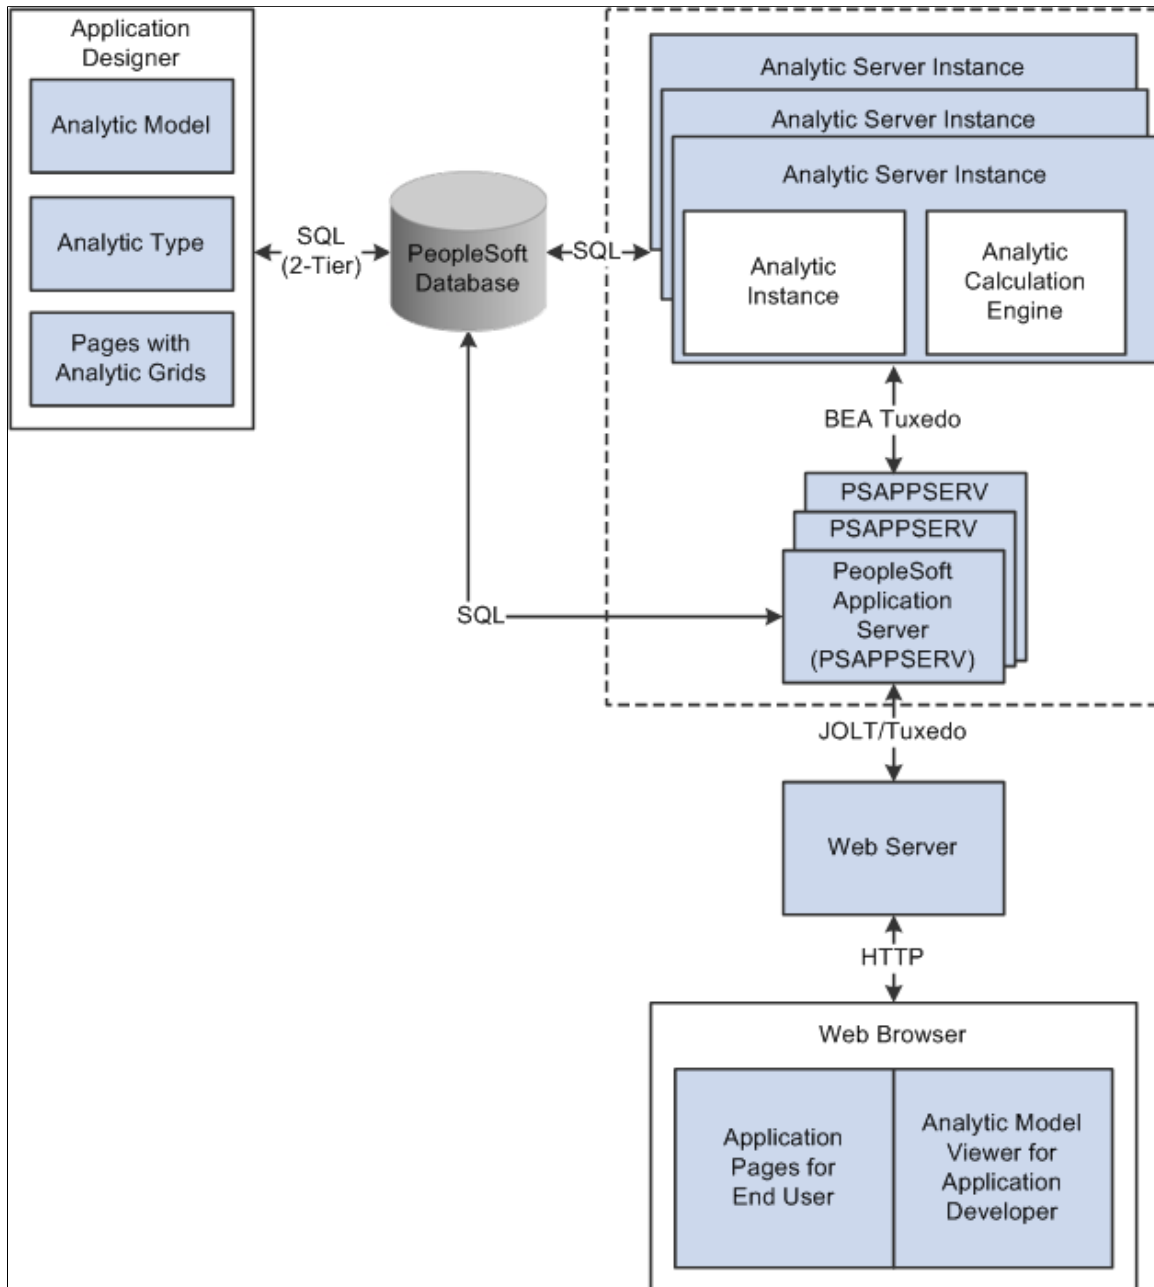 Application
Designer
Analytic Model
Analytic Type
Pages with
Analytic Grids
SQL
(2-Tier)
PeopleSoft
Database
SQL
Analytic Server Instance
Analytic Server Instance
Analytic Server Instance
Analytic
Instance
Analytic
Calculation
Engine
BEA Tuxedo
PSAPPSERV
PSAPPSERV
PeopleSoft
Application
Server
(PSAPPSERV)
SQL
JOLT/Tuxedo
Web Server
HTTP
Web Browser
Application
Pages for
End User
Analytic Model
Viewer for
Application
Developer